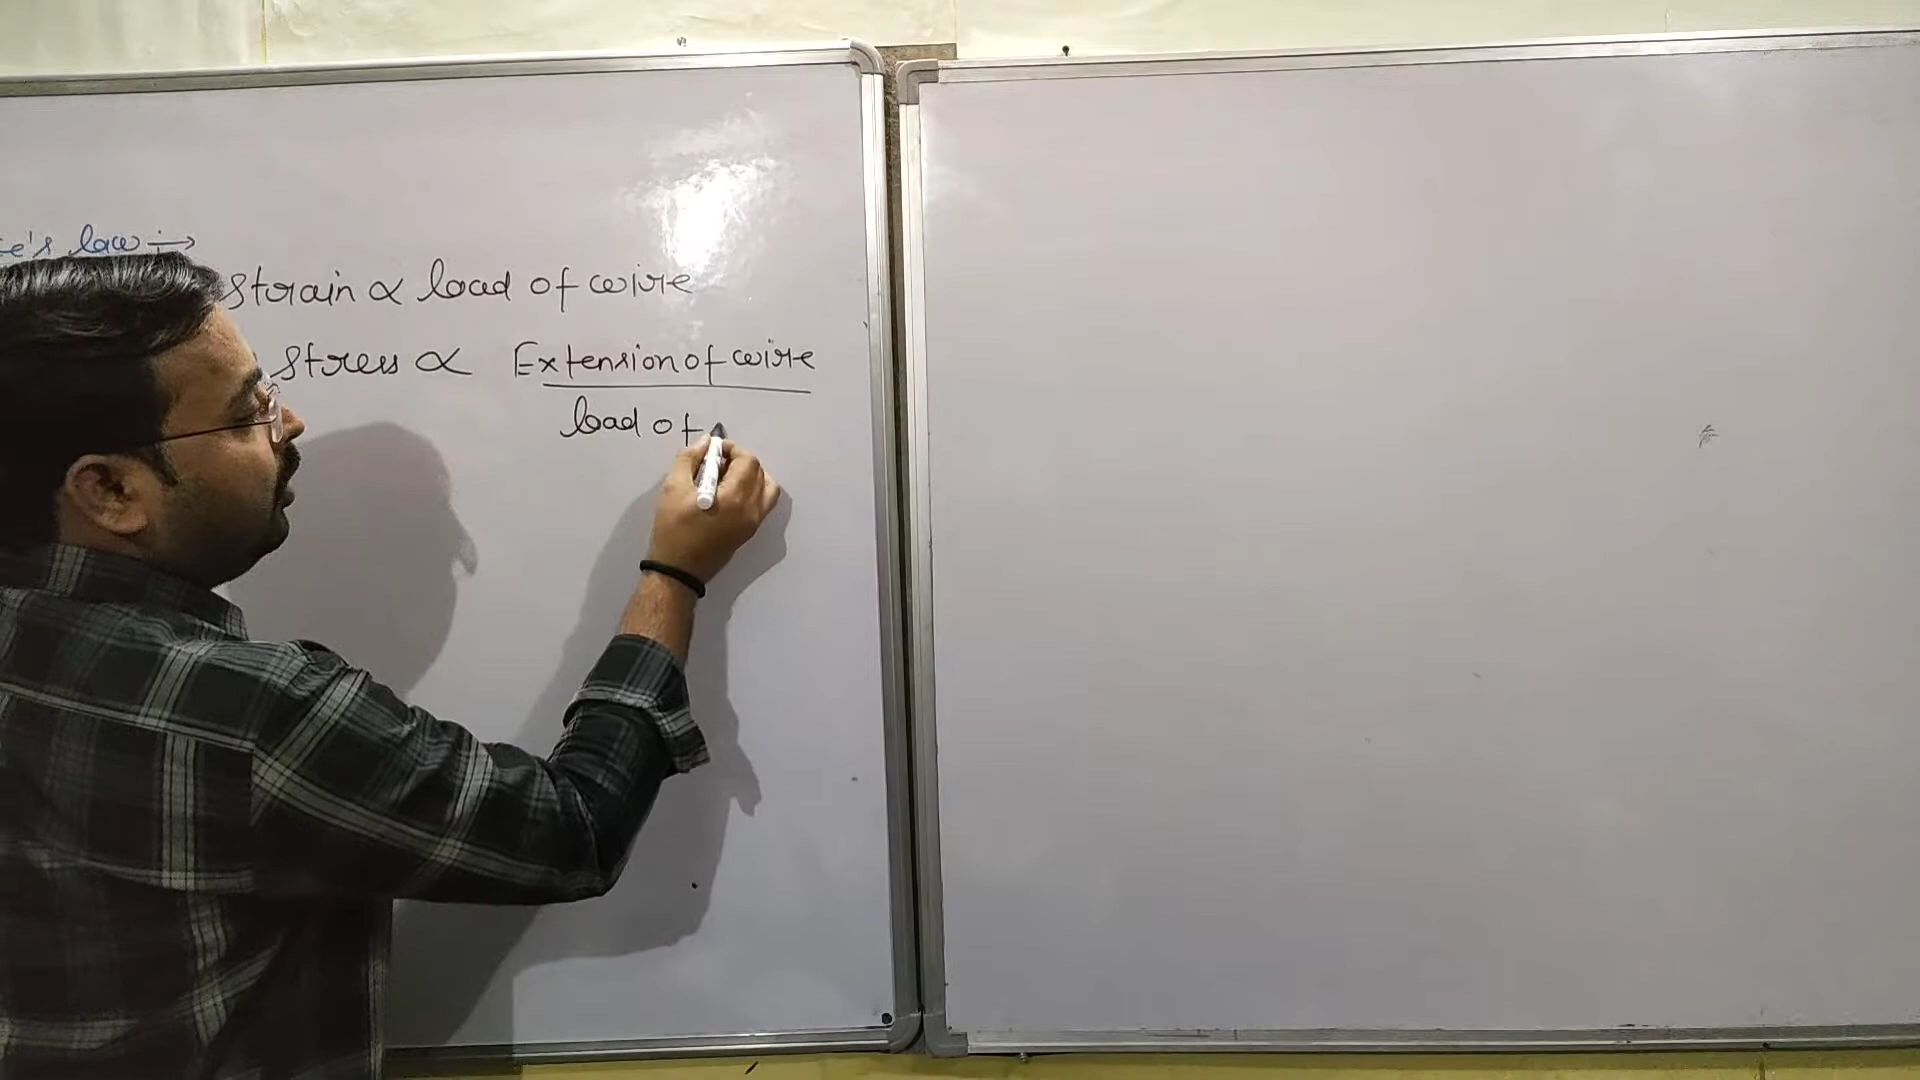 law →
strain ∝ load of wire
stress ∝ Extension of wire
load of